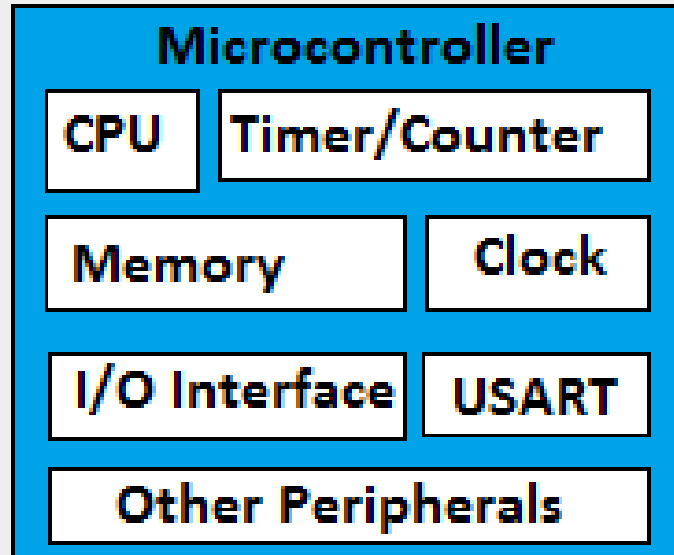 Microcontroller
CPU
Timer/Counter
Memory
Clock
I/O Interface
USART
Other Peripherals